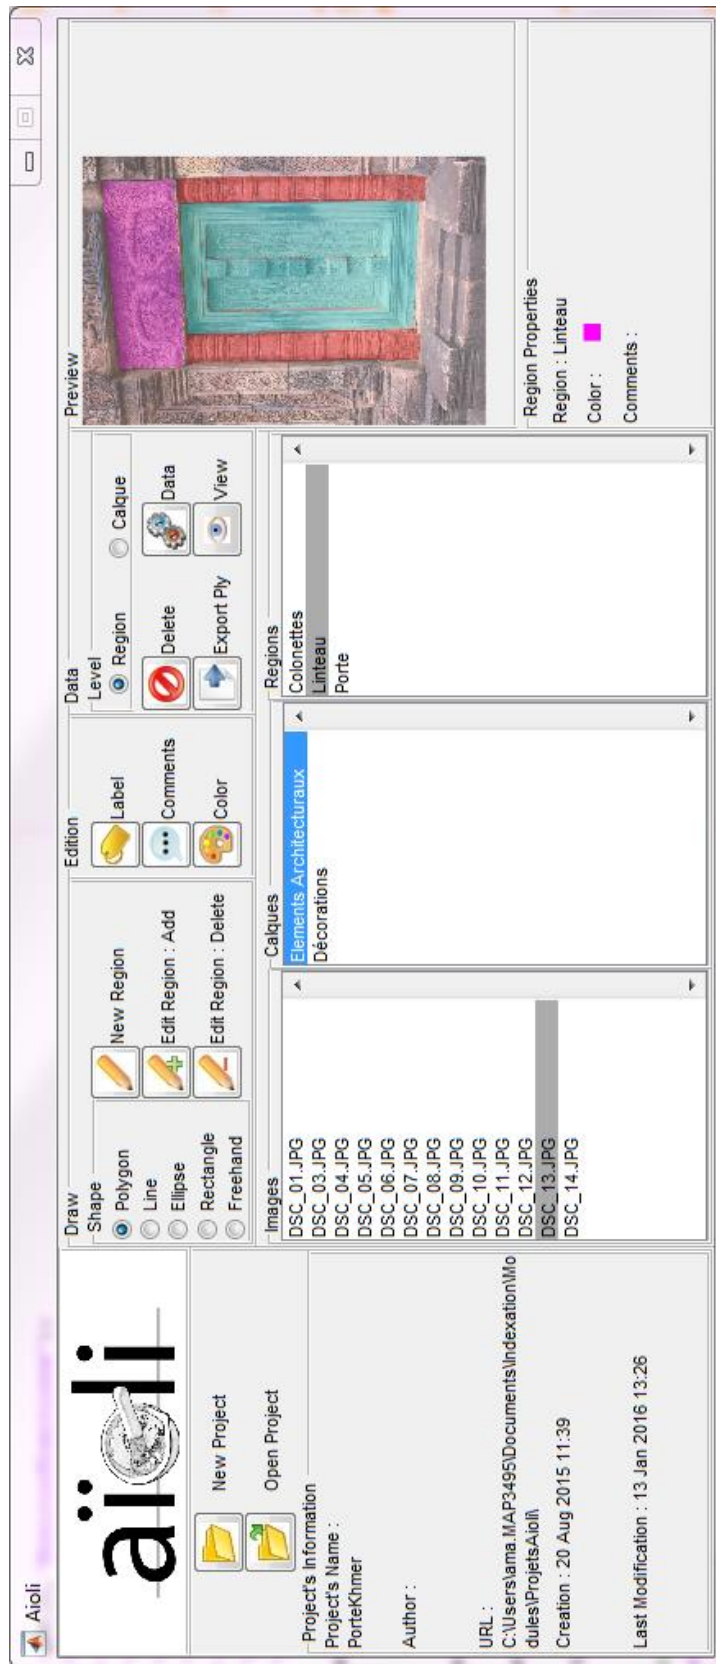 Aioli
aïoli
New Project
Open Project
Project's Information
Project's Name :
PorteKhmer
Author :
URL :
C:\Users\ama.MAP3495\Documents\Indexation\Mo
dules\ProjetsAioli\
Creation : 20 Aug 2015 11:39
Last Modification : 13 Jan 2016 13:26
Draw
Shape
Polygon
Line
Ellipse
Rectangle
Freehand
New Region
Edit Region : Add
Edit Region : Delete
Edition
Label
Comments
Color
Data
Level
Region
Calque
Delete
Data
Export Ply
View
Images
DSC_01.JPG
DSC_03.JPG
DSC_04.JPG
DSC_05.JPG
DSC_06.JPG
DSC_07.JPG
DSC_08.JPG
DSC_09.JPG
DSC_10.JPG
DSC_11.JPG
DSC_12.JPG
DSC_13.JPG
DSC_14.JPG
Calques
Elements Architecturaux
Décorations
Regions
Colonettes
Linteau
Porte
Preview
Region Properties
Region : Linteau
Color :
Comments :